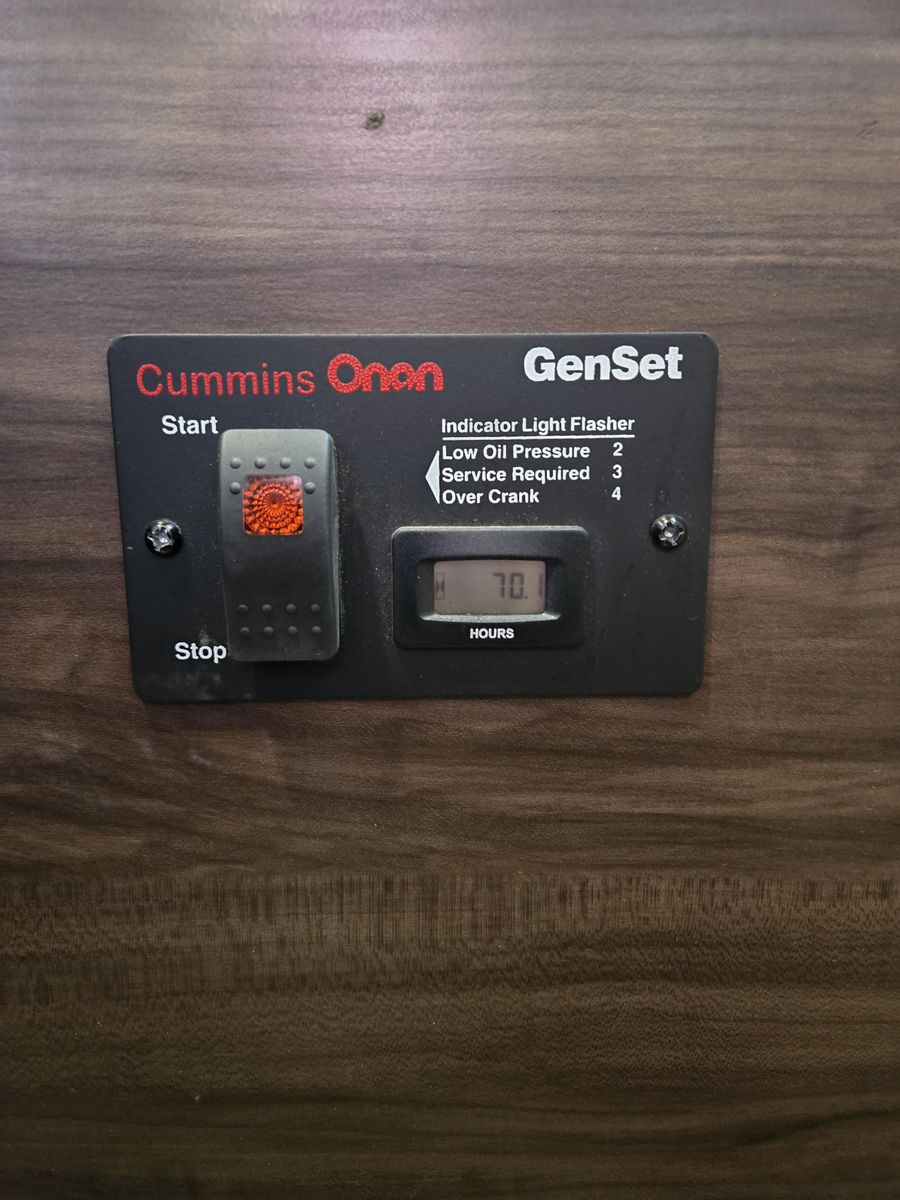 Cummins Onan GenSet
Start
Indicator Light Flasher
Low Oil Pressure 2
Service Required 3
Over Crank 4
70.1
HOURS
Stop